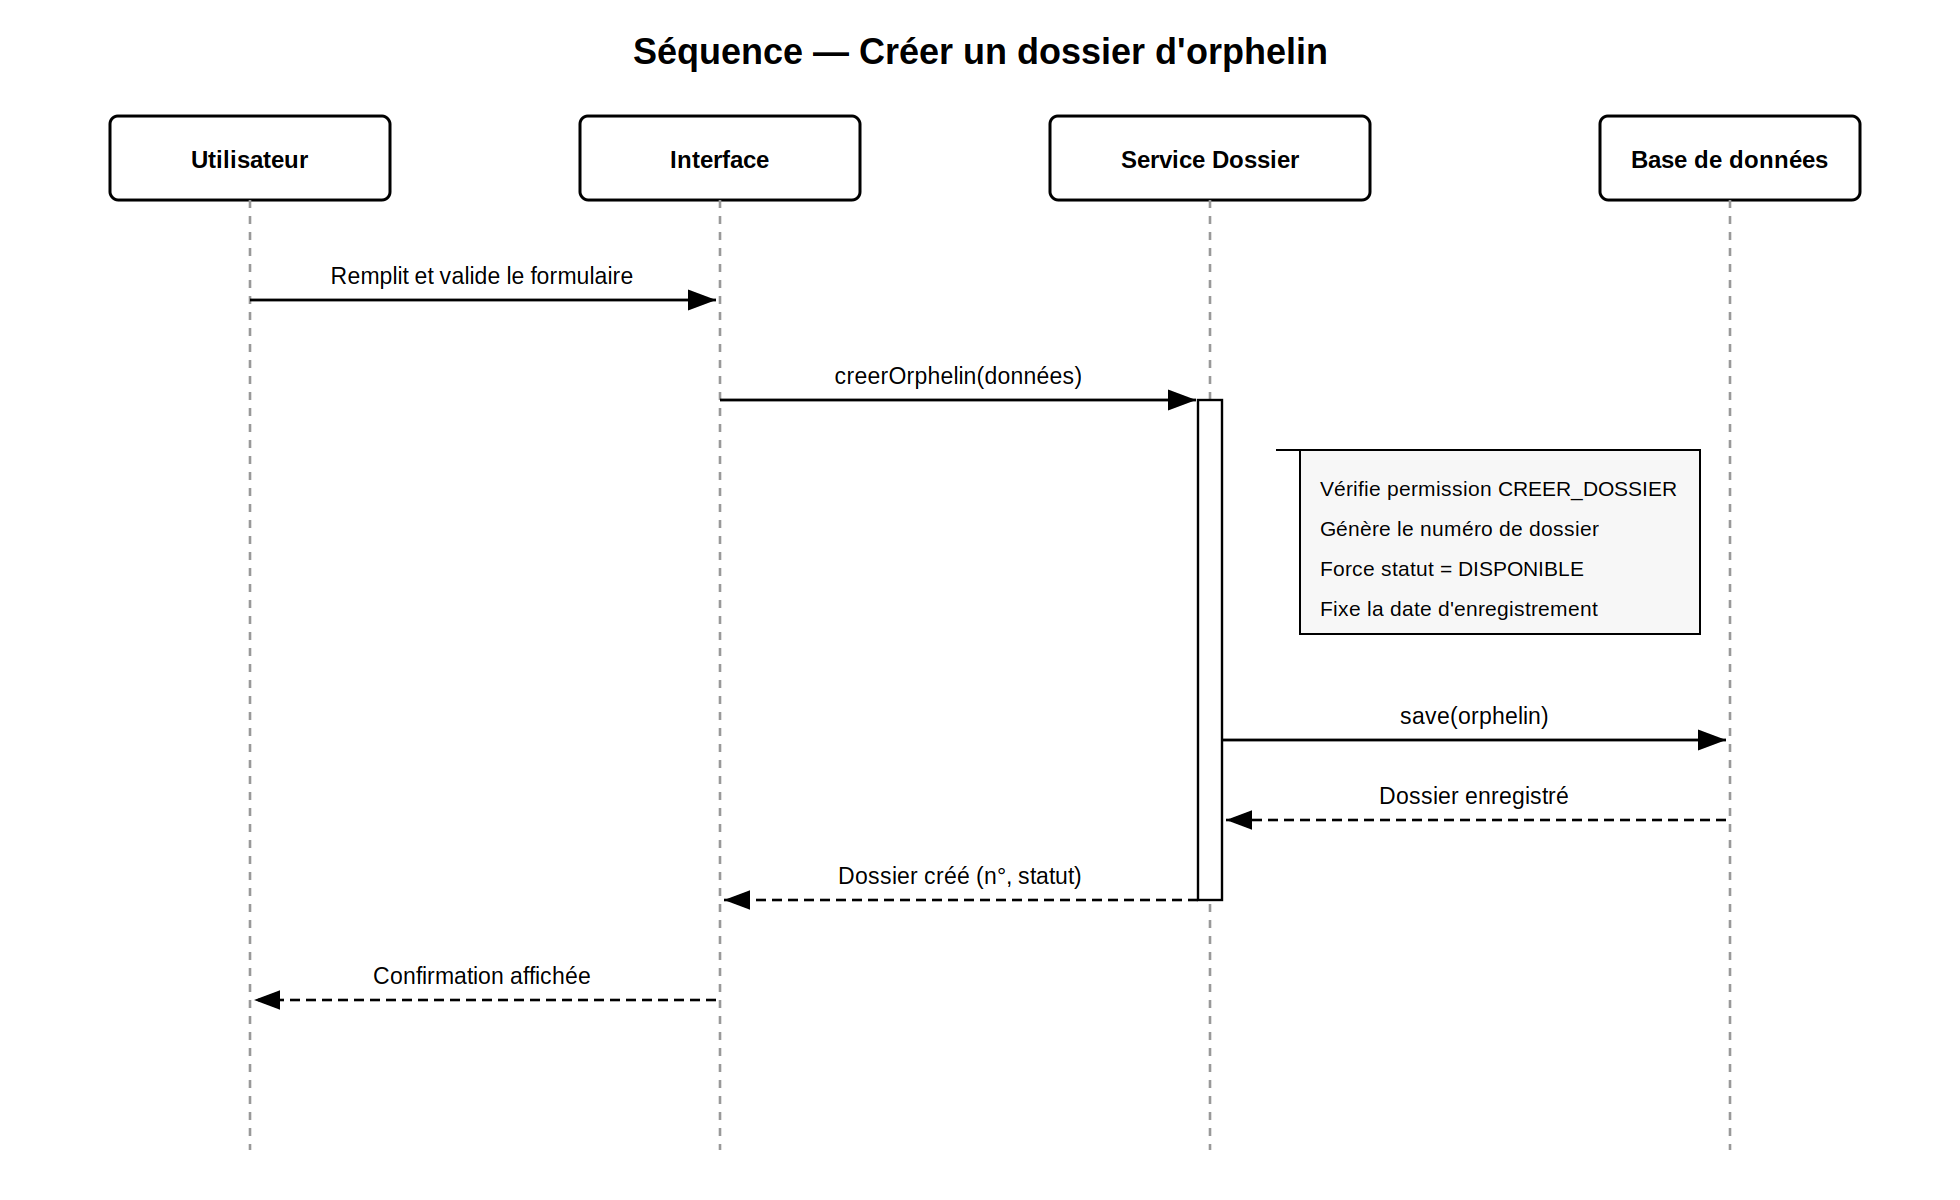 Séquence — Créer un dossier d'orphelin
Utilisateur
Interface
Service Dossier
Base de données
Remplit et valide le formulaire
creerOrphelin(données)
Vérifie permission CREER_DOSSIER
Génère le numéro de dossier
Force statut = DISPONIBLE
Fixe la date d'enregistrement
save(orphelin)
Dossier enregistré
Dossier créé (n°, statut)
Confirmation affichée